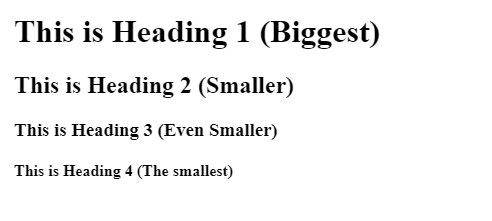 This is Heading 1 (Biggest)
This is Heading 2 (Smaller)
This is Heading 3 (Even Smaller)
This is Heading 4 (The smallest)